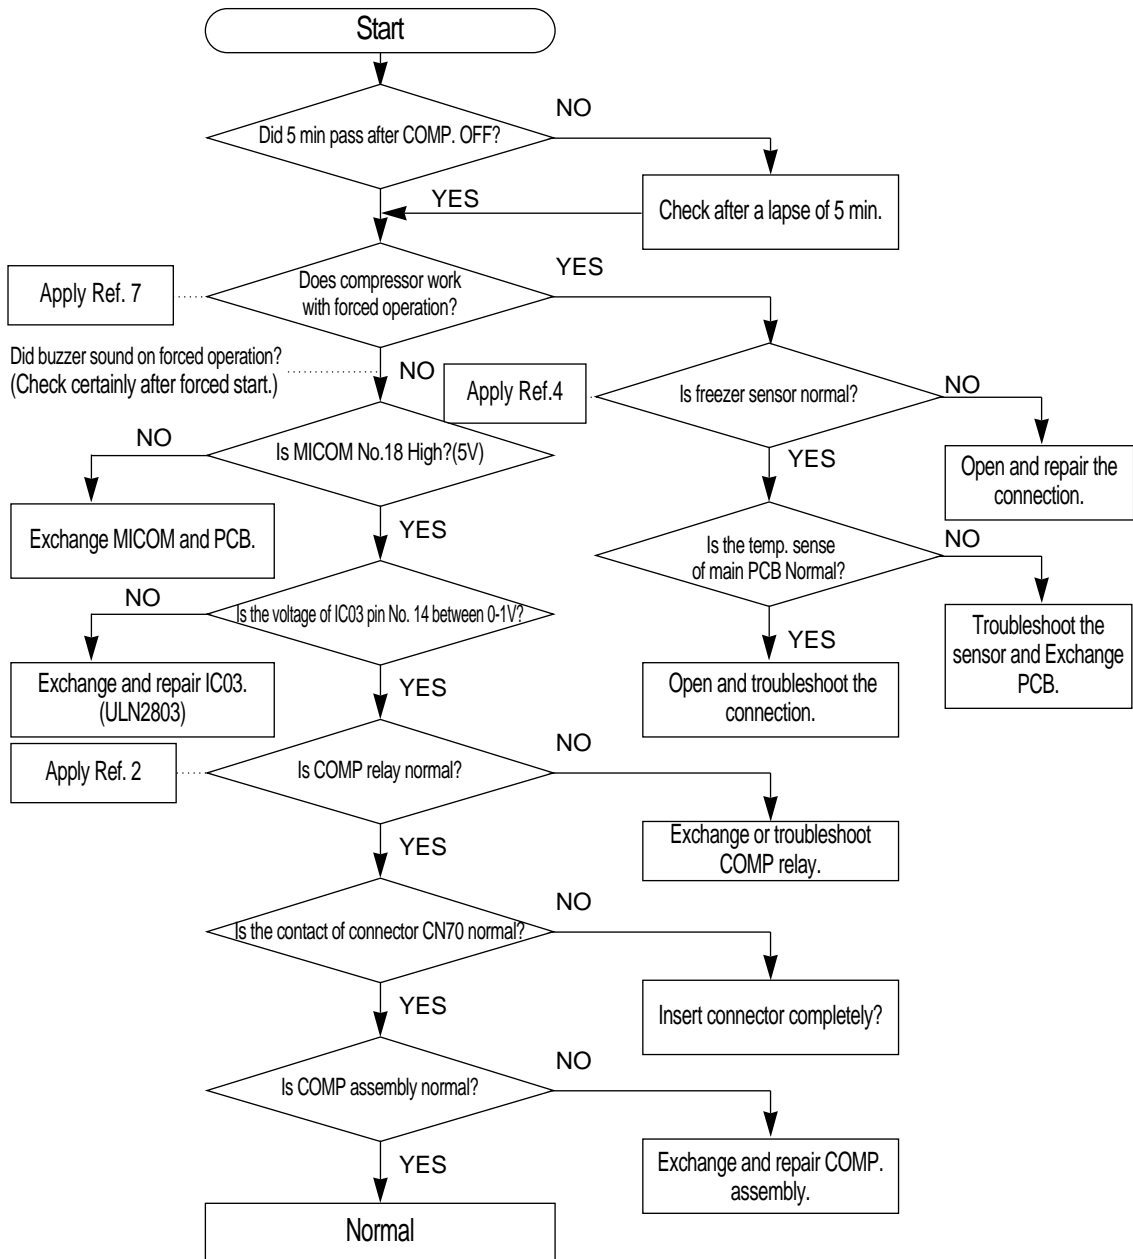 Start
NO
Did 5 min pass after COMP. OFF?
YES
Check after a lapse of 5 min.
YES
Does compressor work
with forced operation?
Apply Ref. 7
Did buzzer sound on forced operation?
(Check certainly after forced start.)
NO
Apply Ref.4
Is freezer sensor normal?
NO
NO
Is MICOM No.18 High?(5V)
YES
Open and repair the
connection.
Exchange MICOM and PCB.
YES
Is the temp. sense
of main PCB Normal?
NO
NO
Is the voltage of IC03 pin No. 14 between 0-1V?
YES
Troubleshoot the
sensor and Exchange
PCB.
Exchange and repair IC03.
(ULN2803)
YES
Open and troubleshoot the
connection.
NO
Apply Ref. 2
Is COMP relay normal?
YES
Exchange or troubleshoot
COMP relay.
NO
Is the contact of connector CN70 normal?
YES
Insert connector completely?
NO
Is COMP assembly normal?
YES
Exchange and repair COMP.
assembly.
Normal